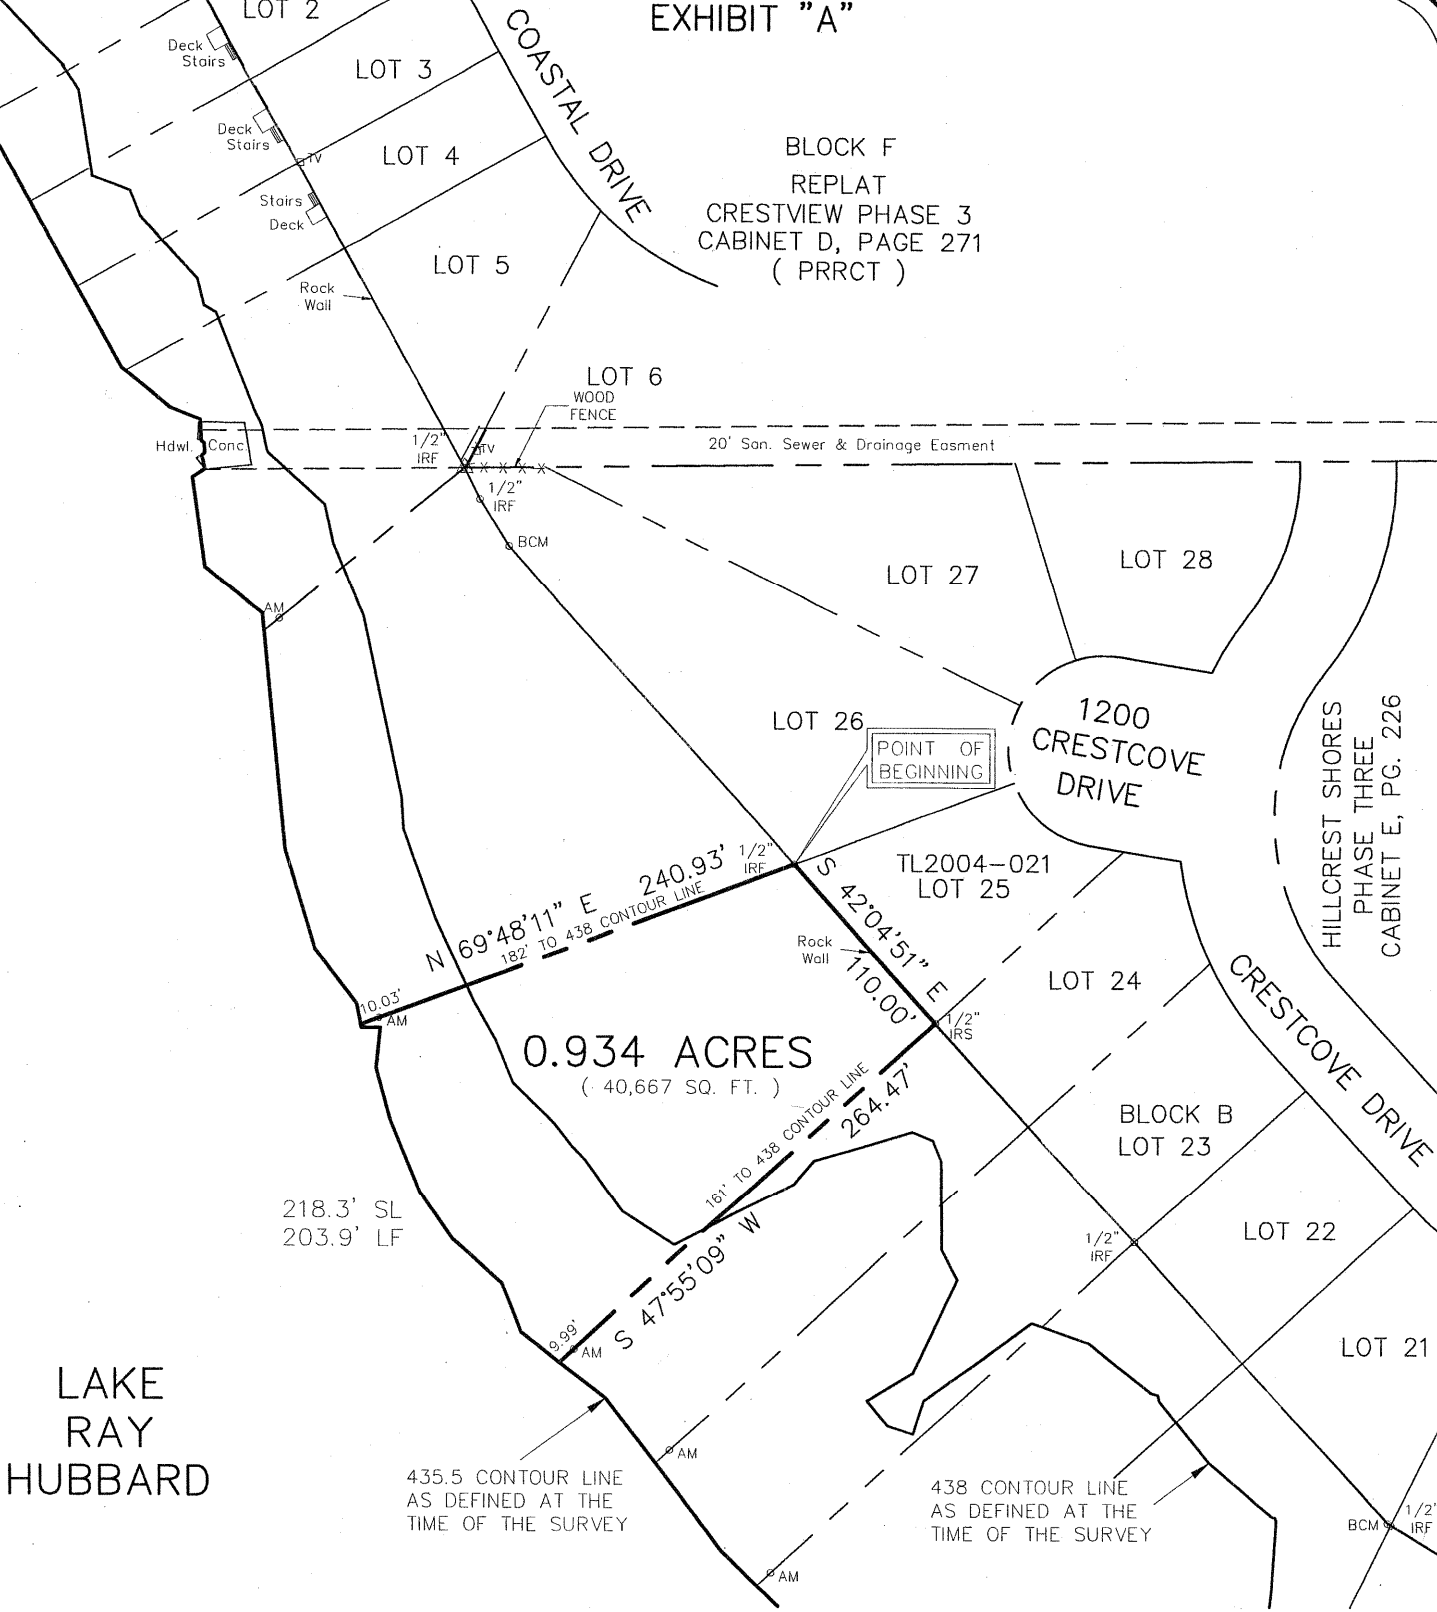 EXHIBIT "A"
LOT 2
Deck
Stairs
LOT 3
COASTAL DRIVE
Deck
Stairs
TV
LOT 4
BLOCK F
REPLAT
CRESTVIEW PHASE 3
CABINET D, PAGE 271
( PRRCT )
Stairs
Deck
LOT 5
Rock
Wall
LOT 6
WOOD
FENCE
Hdwl.
Conc.
1/2"
IRF
TV
20' San. Sewer & Drainage Easment
X X X X
1/2"
IRF
BCM
LOT 27
LOT 28
AM
LOT 26
POINT OF
BEGINNING
1200
CRESTCOVE
DRIVE
HILLCREST SHORES
PHASE THREE
CABINET E, PG. 226
1/2"
IRF
TL2004-021
LOT 25
N 69°48'11" E 240.93'
182' TO 438 CONTOUR LINE
S 42°04'51" E
110.00'
Rock
Wall
10.03'
AM
LOT 24
1/2"
IRS
CRESTCOVE DRIVE
0.934 ACRES
( 40,667 SQ. FT. )
161' TO 438 CONTOUR LINE
264.47'
S 47°55'09" W
BLOCK B
LOT 23
218.3' SL
203.9' LF
LOT 22
1/2"
IRF
9.99'
AM
LOT 21
LAKE
RAY
HUBBARD
AM
435.5 CONTOUR LINE
AS DEFINED AT THE
TIME OF THE SURVEY
438 CONTOUR LINE
AS DEFINED AT THE
TIME OF THE SURVEY
BCM
1/2"
IRF
AM